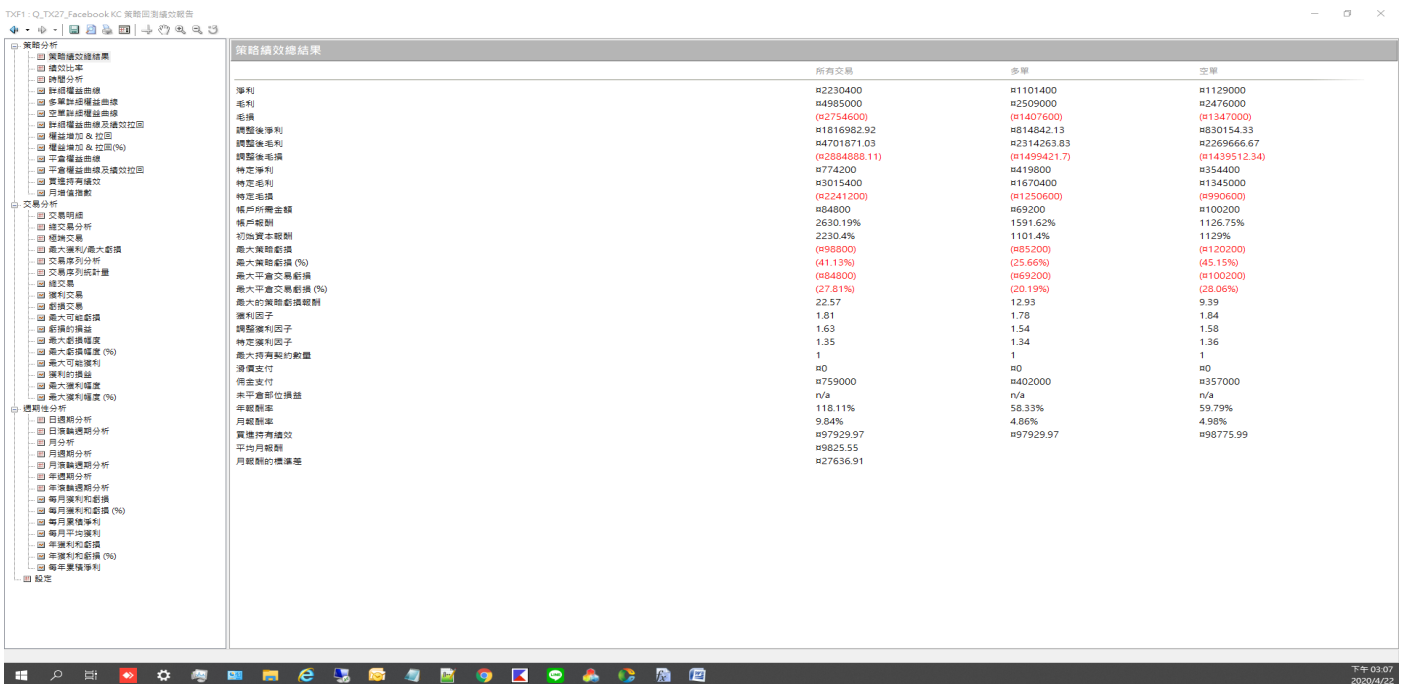 TXF1 : Q_TX27_Facebook KC 策略回測績效報告
策略分析
策略績效總結果
績效比率
時間分析
詳細權益曲線
多單詳細權益曲線
空單詳細權益曲線
詳細權益曲線及績效拉回
權益增加 & 拉回
權益增加 & 拉回(%)
平倉權益曲線
平倉權益曲線及績效拉回
買進持有績效
月增值指數
交易分析
交易明細
總交易分析
極端交易
最大獲利/最大虧損
交易序列分析
交易序列統計量
總交易
獲利交易
虧損交易
最大可能虧損
虧損的損益
最大虧損幅度
最大虧損幅度 (%)
最大可能獲利
獲利的損益
最大獲利幅度
最大獲利幅度 (%)
週期性分析
日週期分析
日滾輪週期分析
月分析
月週期分析
月滾輪週期分析
年週期分析
年滾輪週期分析
每月獲利和虧損
每月獲利和虧損 (%)
每月累積淨利
每月平均獲利
年獲利和虧損
年獲利和虧損 (%)
每年累積淨利
設定
策略績效總結果
所有交易 多單 空單
淨利 ¤2230400 ¤1101400 ¤1129000
毛利 ¤4985000 ¤2509000 ¤2476000
毛損 (¤2754600) (¤1407600) (¤1347000)
調整後淨利 ¤1816982.92 ¤814842.13 ¤830154.33
調整後毛利 ¤4701871.03 ¤2314263.83 ¤2269666.67
調整後毛損 (¤2884888.11) (¤1499421.7) (¤1439512.34)
特定淨利 ¤774200 ¤419800 ¤354400
特定毛利 ¤3015400 ¤1670400 ¤1345000
特定毛損 (¤2241200) (¤1250600) (¤990600)
帳戶所需金額 ¤84800 ¤69200 ¤100200
帳戶報酬 2630.19% 1591.62% 1126.75%
初始資本報酬 2230.4% 1101.4% 1129%
最大策略虧損 (¤98800) (¤85200) (¤120200)
最大策略虧損 (%) (41.13%) (25.66%) (45.15%)
最大平倉交易虧損 (¤84800) (¤69200) (¤100200)
最大平倉交易虧損 (%) (27.81%) (20.19%) (28.06%)
最大的策略虧損報酬 22.57 12.93 9.39
獲利因子 1.81 1.78 1.84
調整獲利因子 1.63 1.54 1.58
特定獲利因子 1.35 1.34 1.36
最大持有契約數量 1 1 1
滑價支付 ¤0 ¤0 ¤0
佣金支付 ¤759000 ¤402000 ¤357000
未平倉部位損益 n/a n/a n/a
年報酬率 118.11% 58.33% 59.79%
月報酬率 9.84% 4.86% 4.98%
買進持有績效 ¤97929.97 ¤97929.97 ¤98775.99
平均月報酬 ¤9825.55
月報酬的標準差 ¤27636.91
下午 03:07
2020/4/22